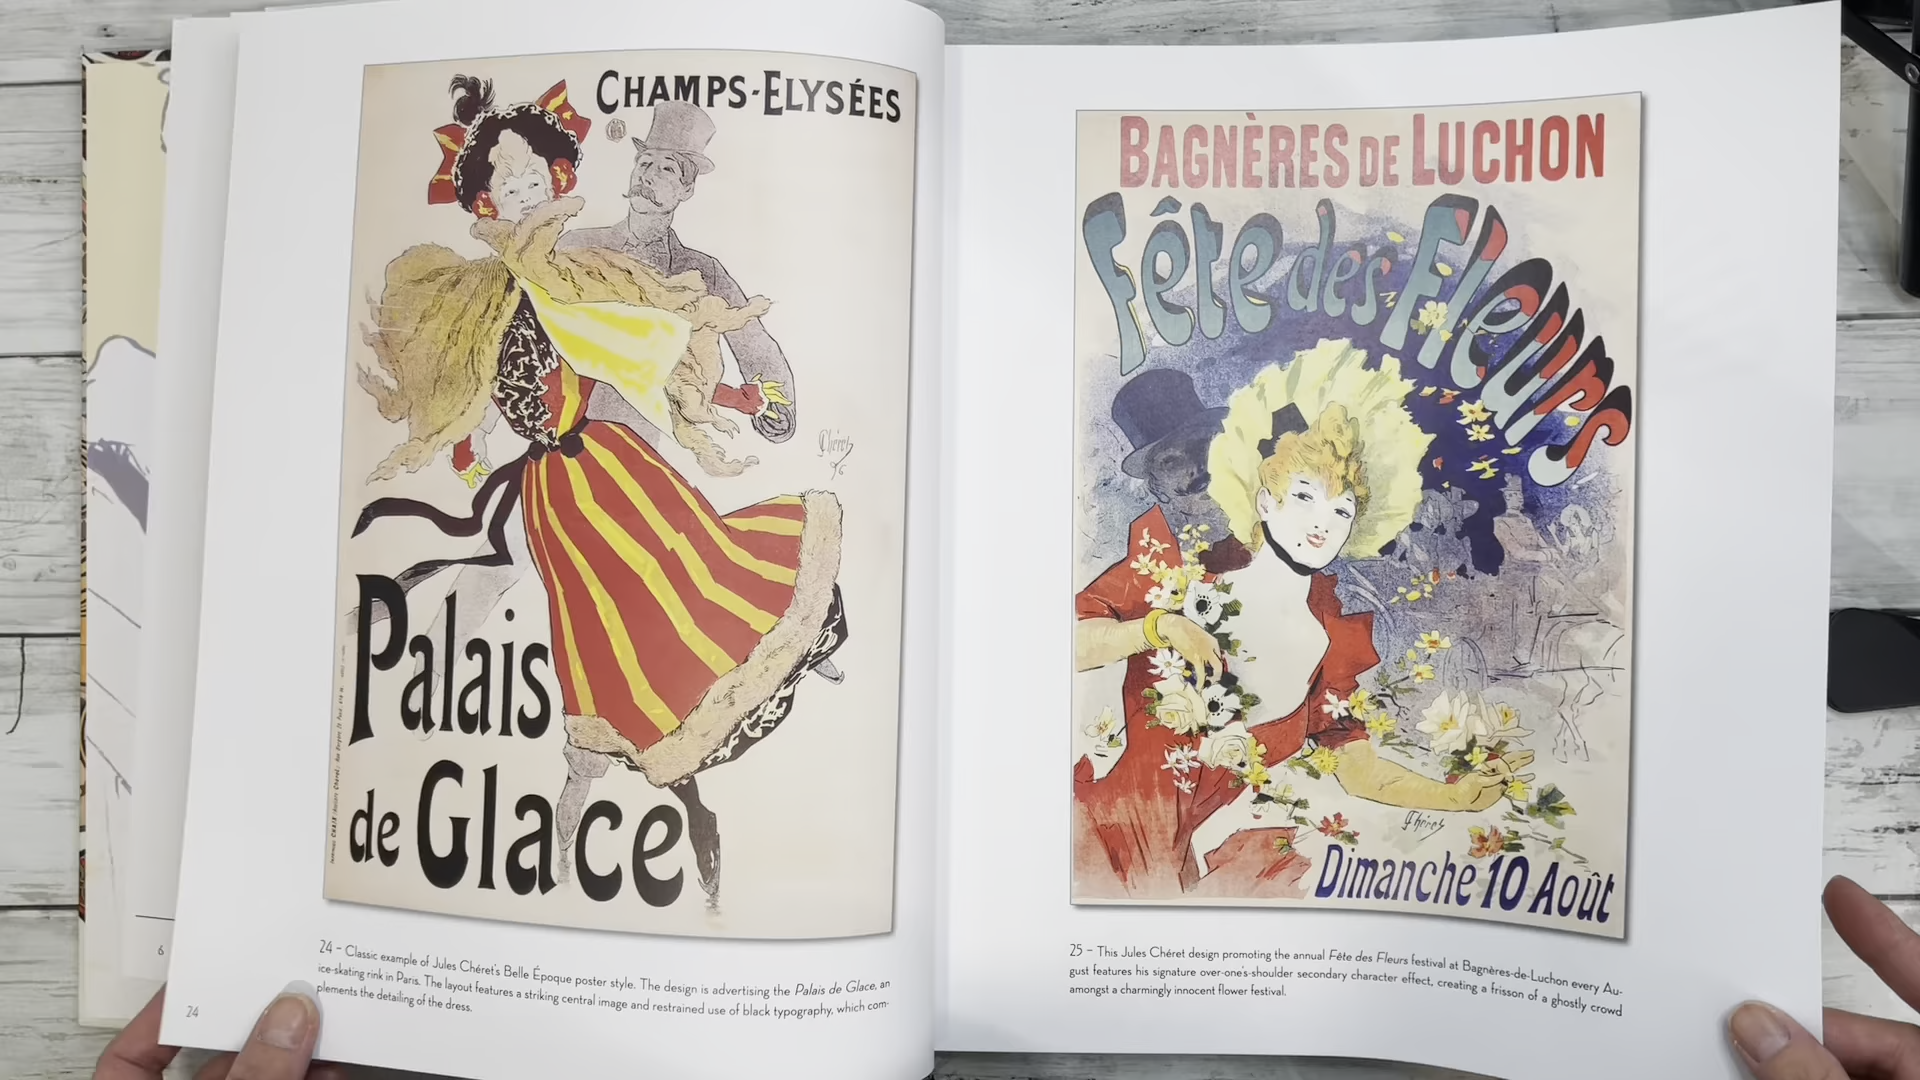 CHAMPS-ELYSÉES
Chéret
Palais
de Glace
24 – Classic example of Jules Chéret's Belle Époque poster style. The design is advertising the Palais de Glace, an
ice-skating rink in Paris. The layout features a striking central image and restrained use of black typography, which com-
plements the detailing of the dress.
6
24
BAGNÈRES DE LUCHON
Fête des Fleurs
Chéret
Dimanche 10 Août
25 – This Jules Chéret design promoting the annual Fête des Fleurs festival at Bagnères-de-Luchon every Au-
gust features his signature over-one's-shoulder secondary character effect, creating a frisson of a ghostly crowd
amongst a charmingly innocent flower festival.